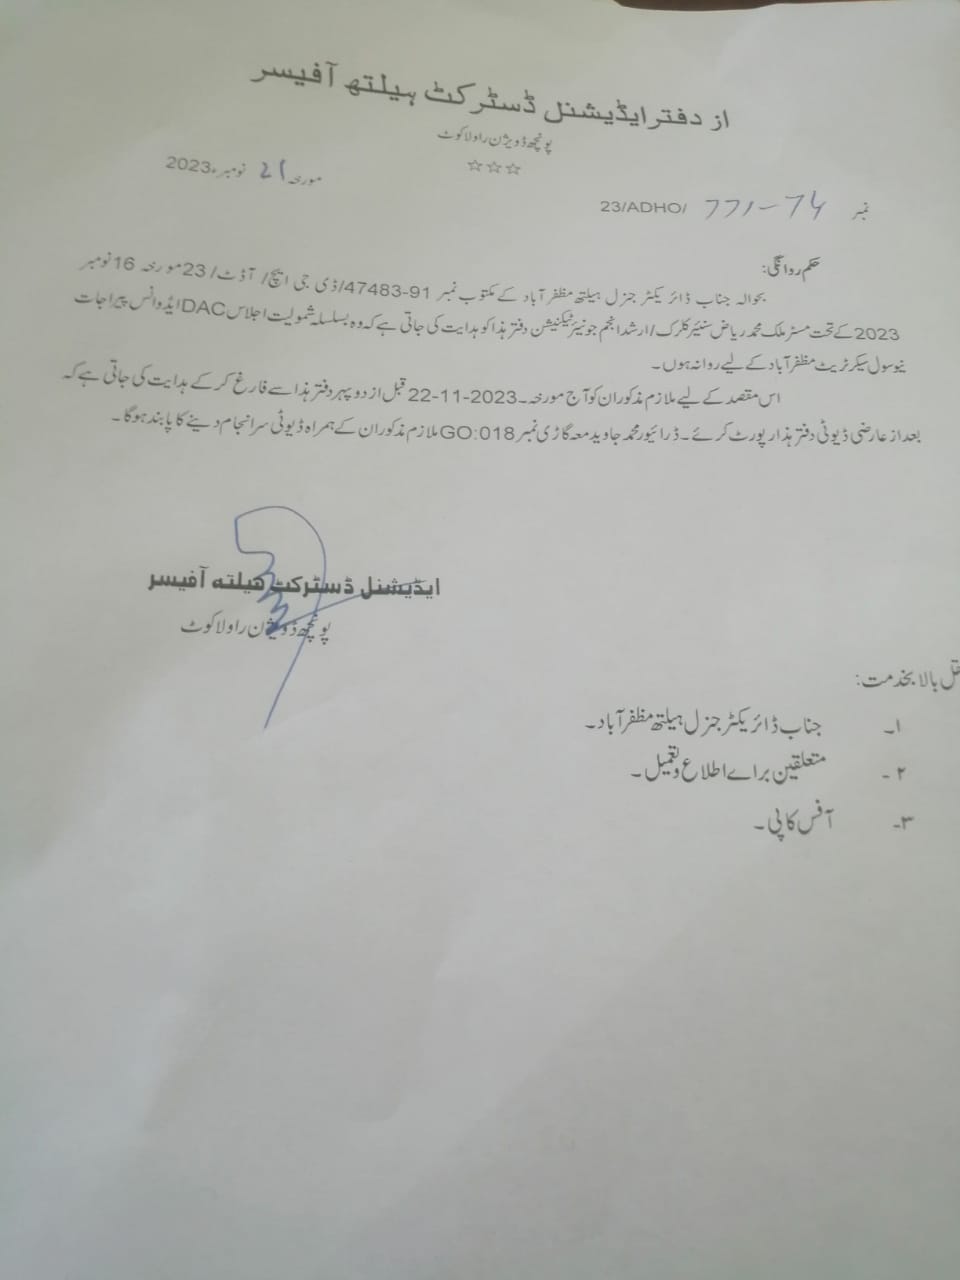 از دفتر ایڈیشنل ڈسٹرکٹ ہیلتھ آفیسر
پونچھ ڈویژن راولاکوٹ
☆☆☆
نمبر 771-74 /23/ADHO مورخہ 21 نومبر،2023
حکم روانگی:
بحوالہ جناب ڈائریکٹر جنرل ہیلتھ مظفرآباد کے مکتوب نمبر 91-47483/ڈی جی ایچ/ آڈٹ/ 23 مورخہ 16 نومبر
2023 کے تحت مسٹر ملک محمد ریاض سنئیر کلرک/ ارشد انجم جونیئر ٹیکنیشن دفتر ہذا کو ہدایت کی جاتی ہے کہ وہ بسلسلہ شمولیت اجلاس DAC ایڈوانس پیراجات
نیو سول سیکرٹریٹ مظفرآباد کے لیے روانہ ہوں۔
اس مقصد کے لیے ملازم مذکوران کو آج مورخہ۔ 22-11-2023 قبل از دوپہر دفتر ہذا سے فارغ کر کے ہدایت کی جاتی ہے کہ
بعد از عارضی ڈیوٹی دفتر ہذا رپورٹ کرے۔ ڈرائیور محمد جاوید معہ گاڑی نمبر GO:018 ملازم مذکوران کے ہمراہ ڈیوٹی سرانجام دینے کا پابند ہوگا۔
ایڈیشنل ڈسٹرکٹ ھیلتھ آفیسر
پونچھ ڈویژن راولاکوٹ
نقل بالا بخدمت:
۱۔ جناب ڈائریکٹر جنرل ہیلتھ مظفرآباد۔
۲۔ متعلقین براے اطلاع و تعمیل۔
۳۔ آفس کاپی۔